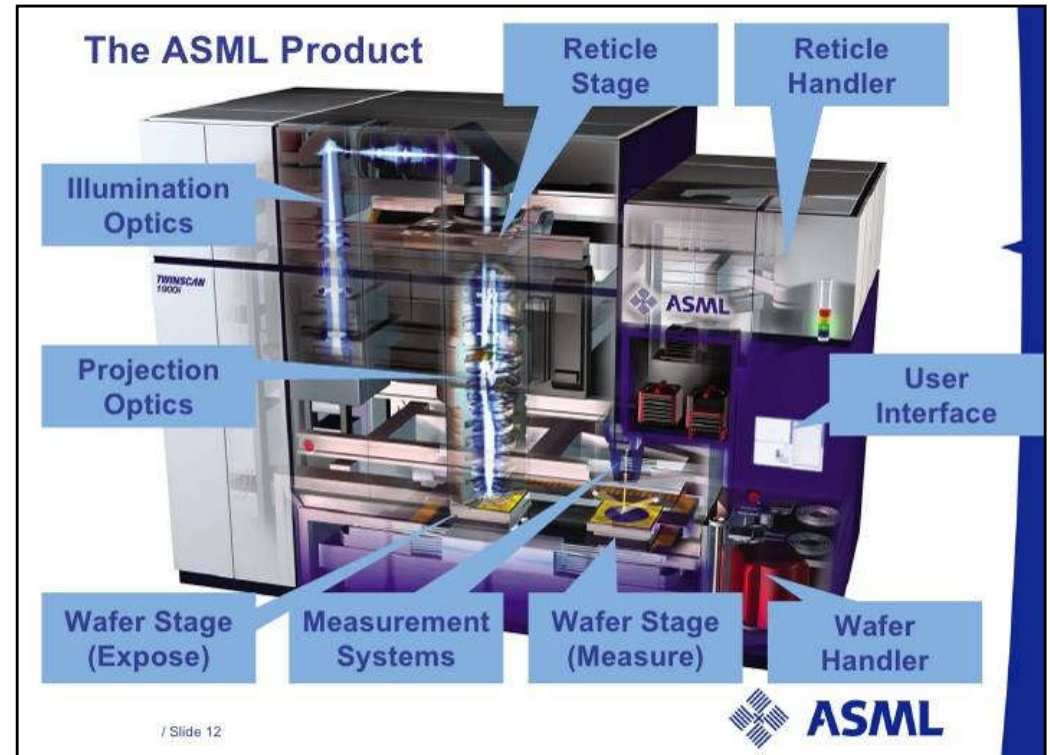 The ASML Product
Reticle
Stage
Reticle
Handler
Illumination
Optics
TWINSCAN
1900i
ASML
Projection
Optics
User
Interface
Wafer Stage
(Expose)
Measurement
Systems
Wafer Stage
(Measure)
Wafer
Handler
/ Slide 12
ASML